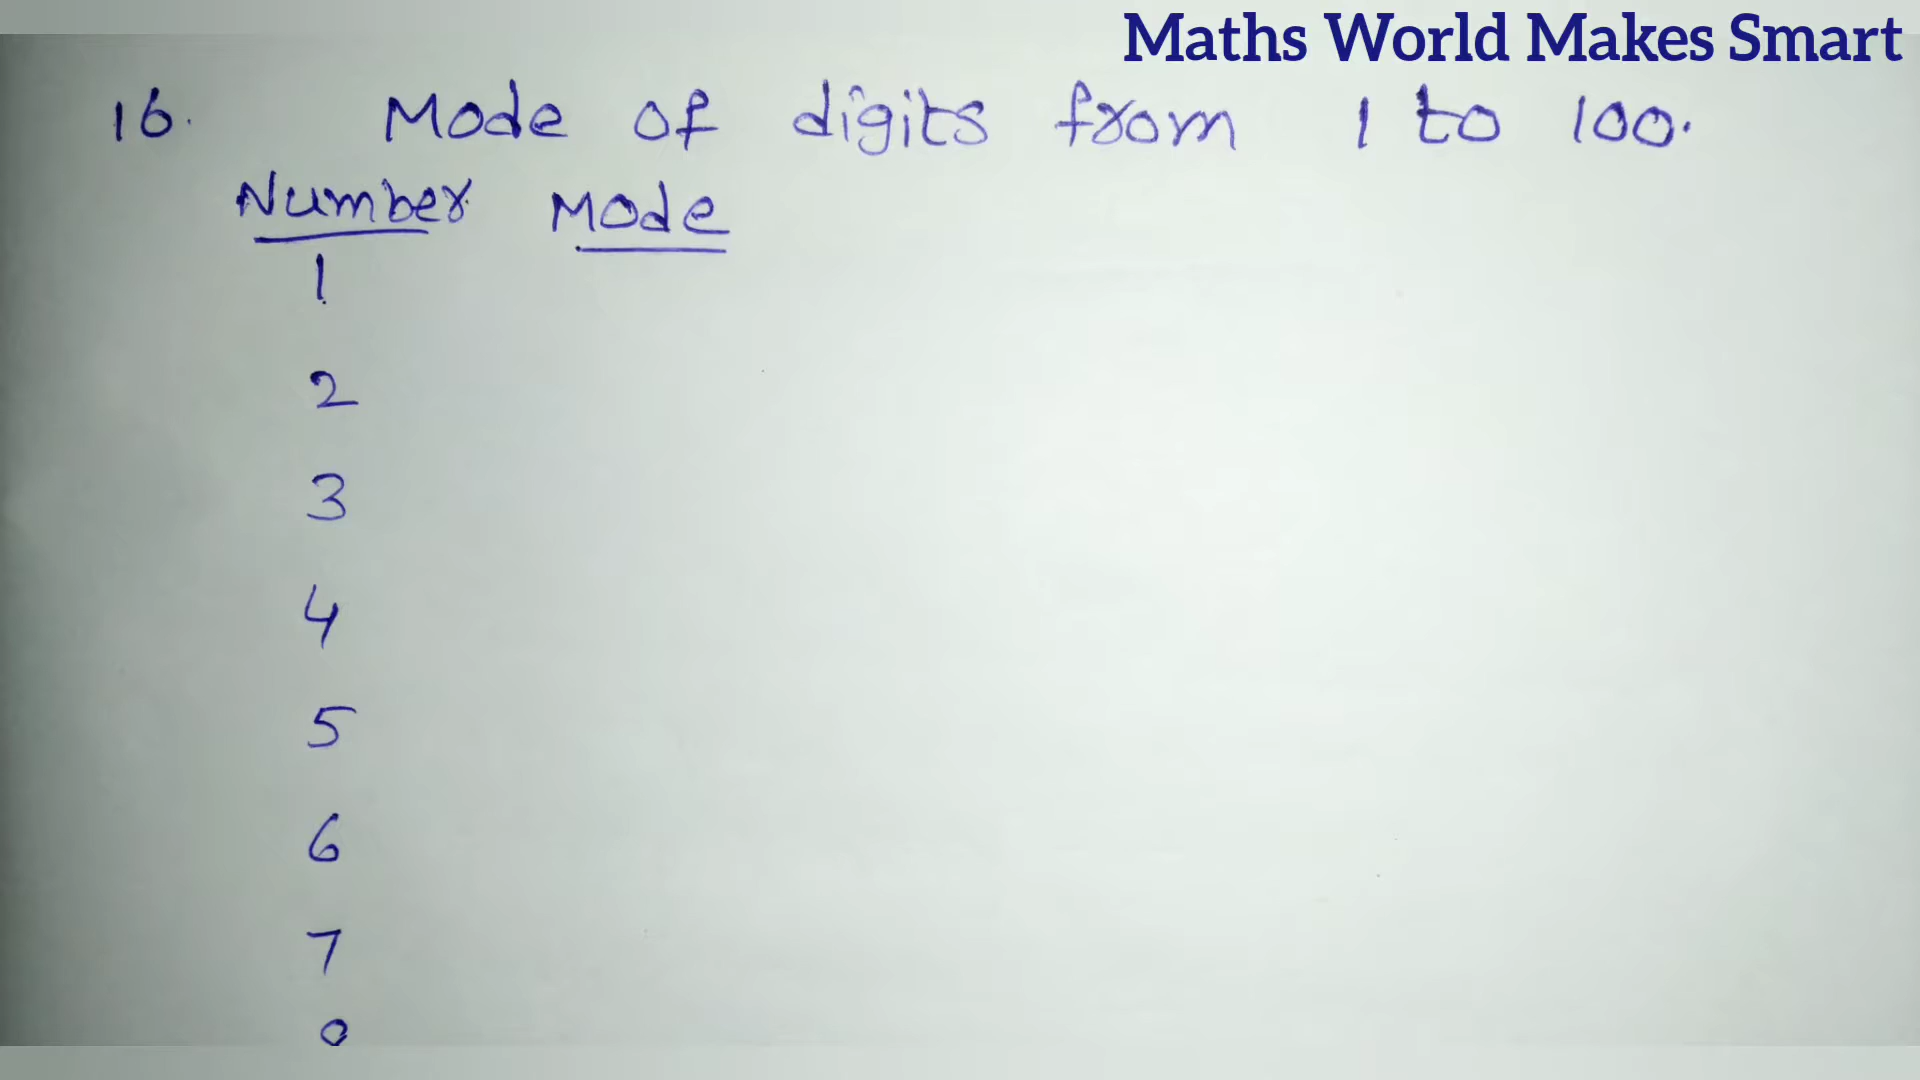 Maths World Makes Smart
16. Mode of digits from 1 to 100.
Number Mode
1
2
3
4
5
6
7